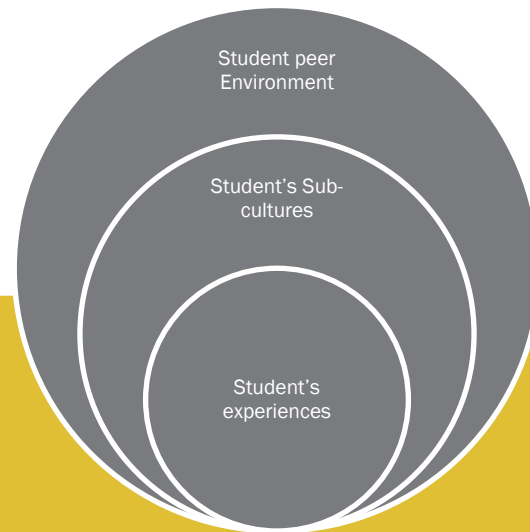 Student peer
Environment
Student’s Sub-
cultures
Student’s
experiences